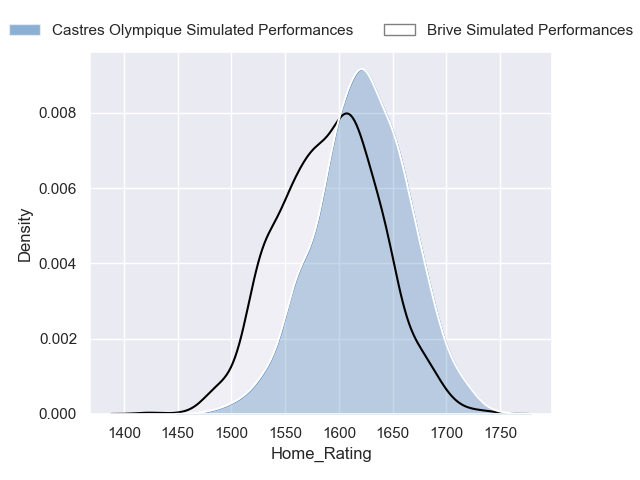 Castres Olympique Simulated Performances
Brive Simulated Performances
0.008
0.006
0.004
0.002
0.000
Density
1400 1450 1500 1550 1600 1650 1700 1750
Home_Rating